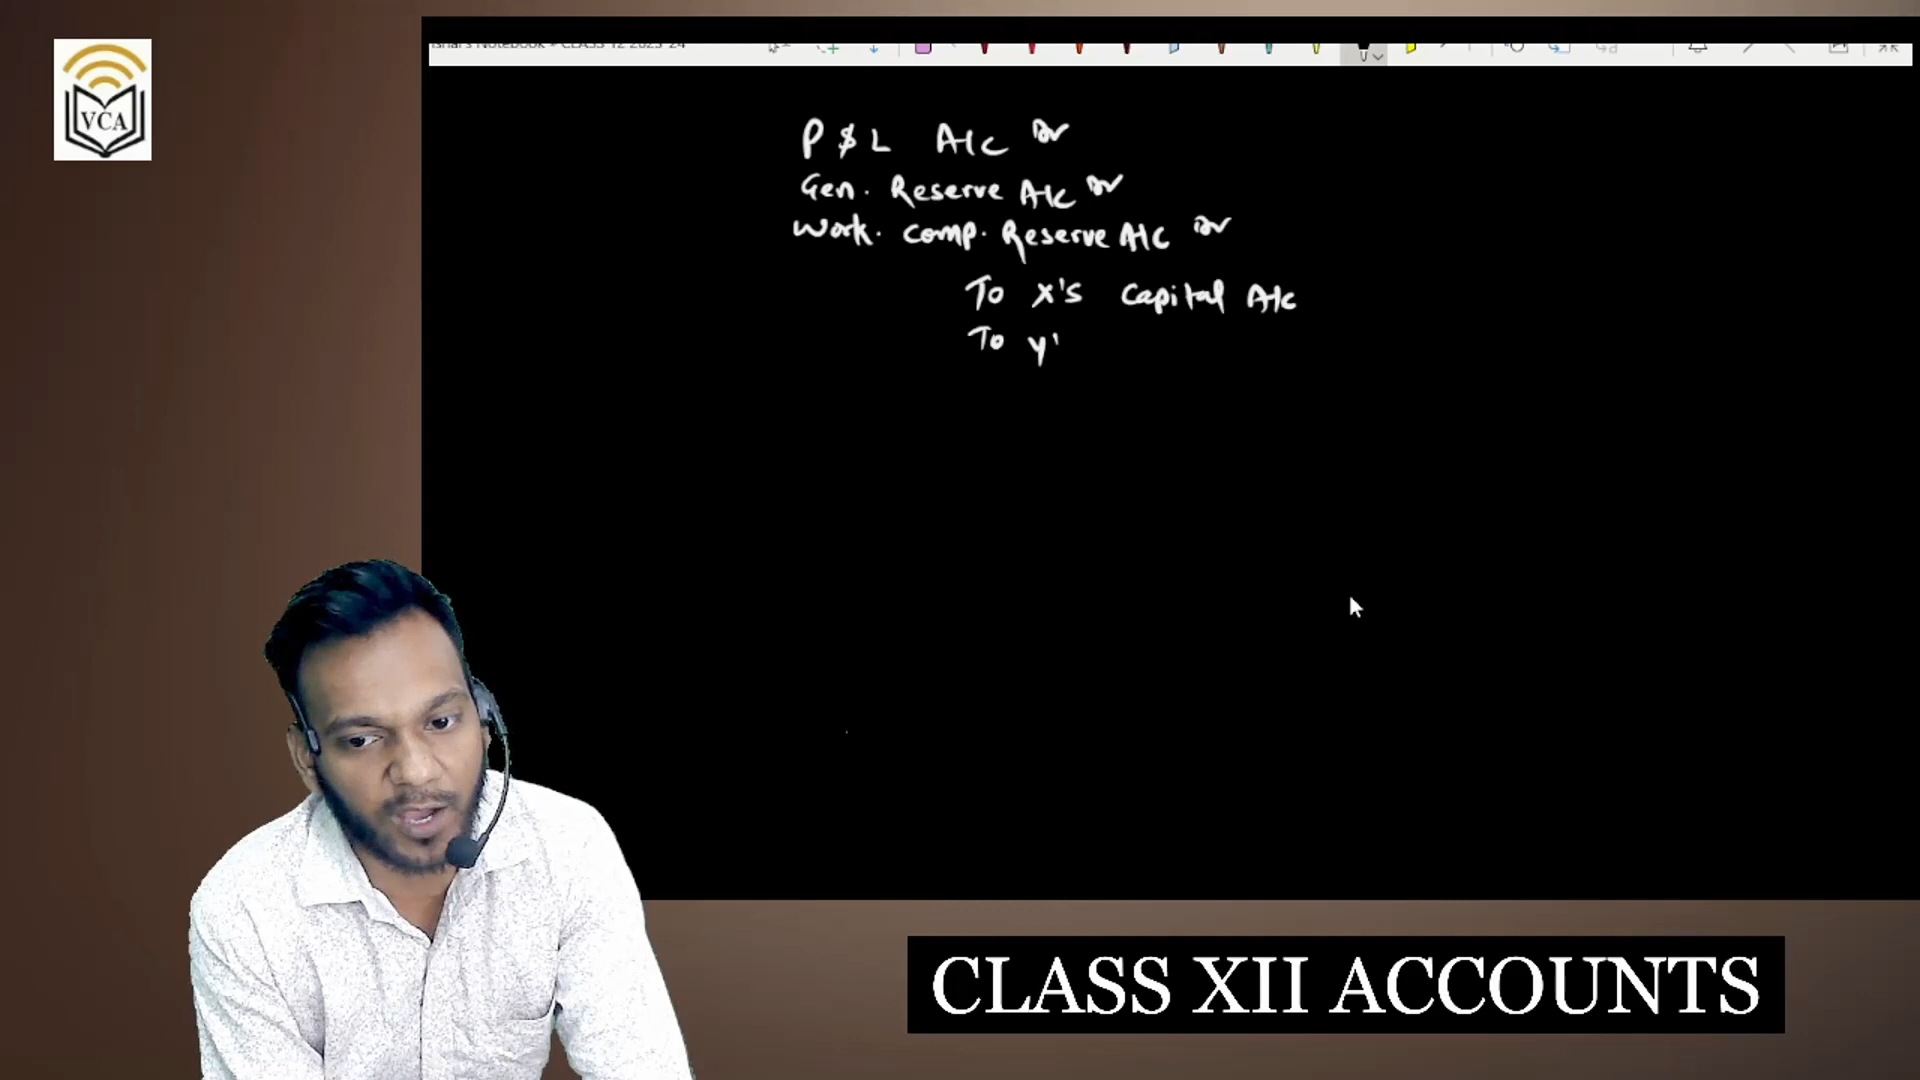 VCA
P $ L A/c Dr
Gen. Reserve A/c Dr
Work. Comp. Reserve A/c Dr
To X's Capital A/c
To y'
CLASS XII ACCOUNTS